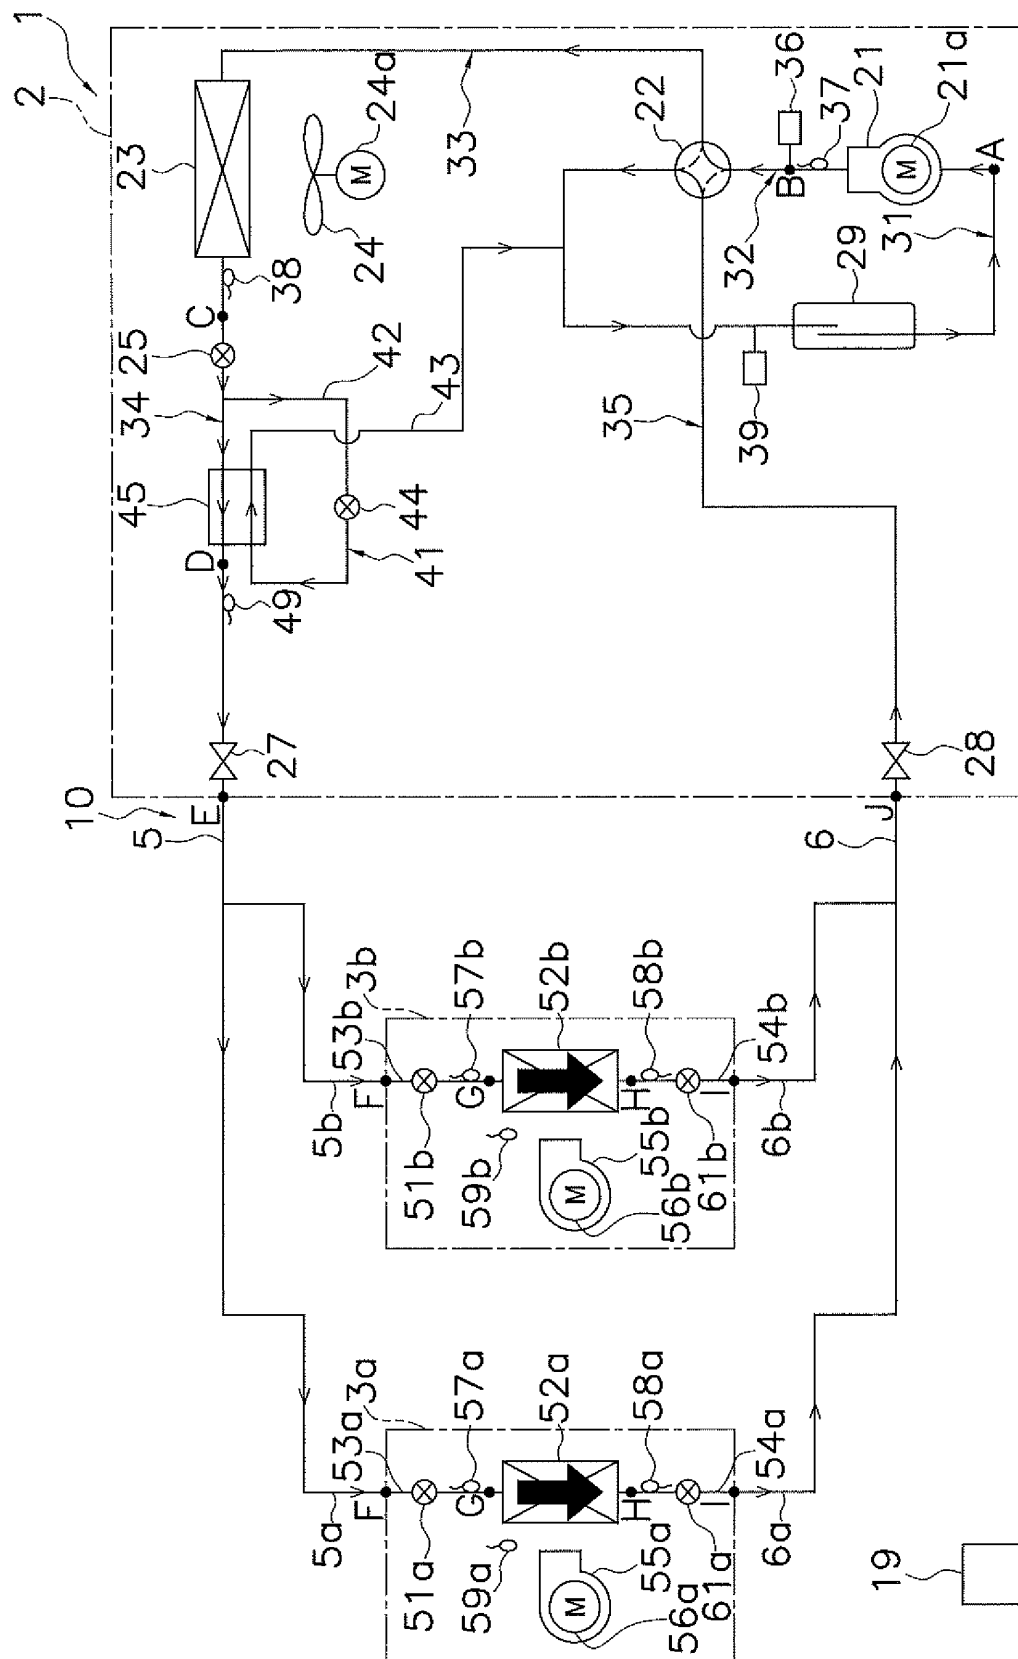 1
2
23
24a
M
24
38
C
25
34
42
43
45
D
44
41
49
33
22
36
37
B
32
21
M
21a
A
31
29
39
35
27
10
E
5
28
J
6
3b
53b
57b
52b
58b
54b
5b
F
G
H
I
6b
51b
59b
M
55b
56b
61b
3a
53a
57a
52a
58a
54a
5a
F
G
H
I
6a
51a
59a
M
55a
56a
61a
19